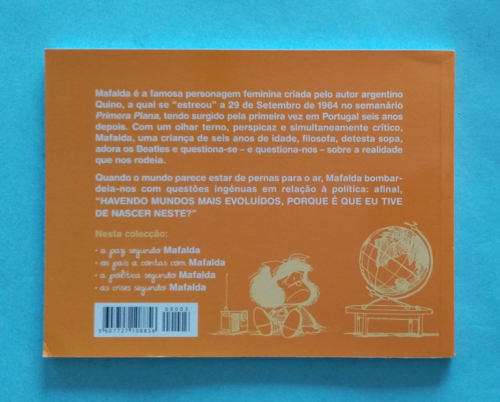 Mafalda é a famosa personagem feminina criada pelo autor argentino
Quino, a qual se “estreou” a 29 de Setembro de 1964 no semanário
Primera Plana, tendo surgido pela primeira vez em Portugal seis anos
depois. Com um olhar terno, perspicaz e simultaneamente crítico,
Mafalda, uma criança de seis anos de idade, filosofa, detesta sopa,
adora os Beatles e questiona-se – e questiona-nos – sobre a realidade
que nos rodeia.
Quando o mundo parece estar de pernas para o ar, Mafalda bombar-
deia-nos com questões ingénuas em relação à política: afinal,
“HAVENDO MUNDOS MAIS EVOLUÍDOS, PORQUE É QUE EU TIVE
DE NASCER NESTE?”
Nesta colecção:
- a paz segundo Mafalda
- os pais à contas com Mafalda
- a política segundo Mafalda
- as crises segundo Mafalda
00003
5607727108858